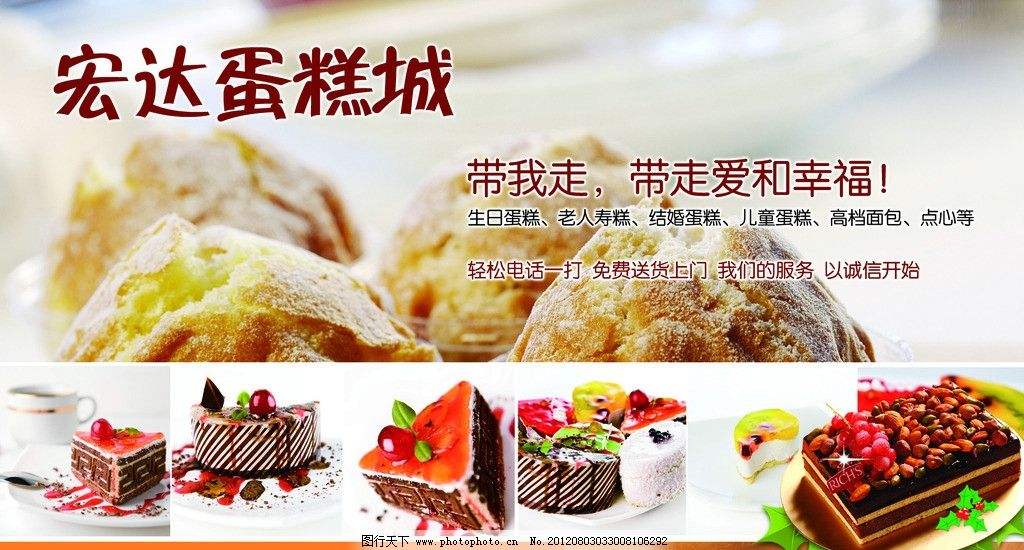 宏达蛋糕城
带我走，带走爱和幸福！
生日蛋糕、老人寿糕、结婚蛋糕、儿童蛋糕、高档面包、点心等
轻松电话一打 免费送货上门 我们的服务 以诚信开始
RICH'S
图行天下 www.photophoto.cn No.20120803033008106292